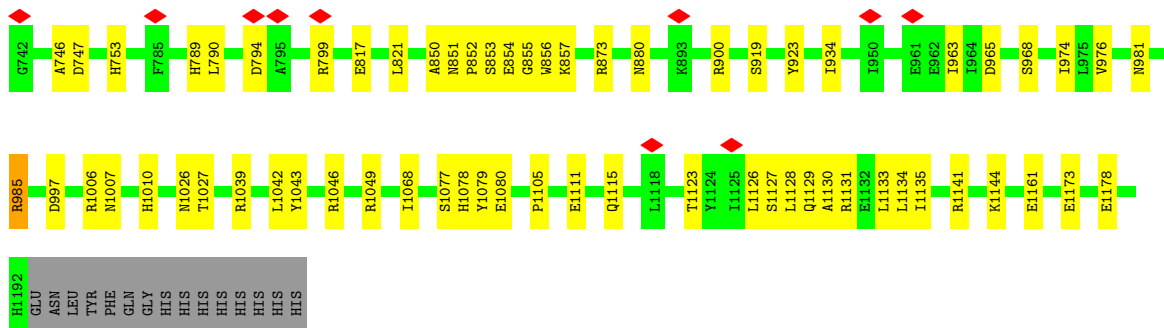 G742 A746 D747 H753 F785 H789 L790 D794 A795 R799 E817 L821 A850 N851 P852 S853 E854 G855 W856 K857 R873 N880 K893 R900 S919 Y923 I934 I950 E961 E962 I963 I964 D965 S968 I974 L975 V976 N981
R985 D997 R1006 N1007 H1010 N1026 T1027 R1039 L1042 Y1043 R1046 R1049 I1068 S1077 H1078 Y1079 E1080 P1105 E1111 Q1115 L1118 T1123 Y1124 I1125 L1126 S1127 L1128 Q1129 A1130 R1131 E1132 L1133 L1134 I1135 R1141 K1144 E1161 E1173 E1178
H1192 GLU ASN LEU TYR PHE GLN GLY HIS HIS HIS HIS HIS HIS HIS HIS